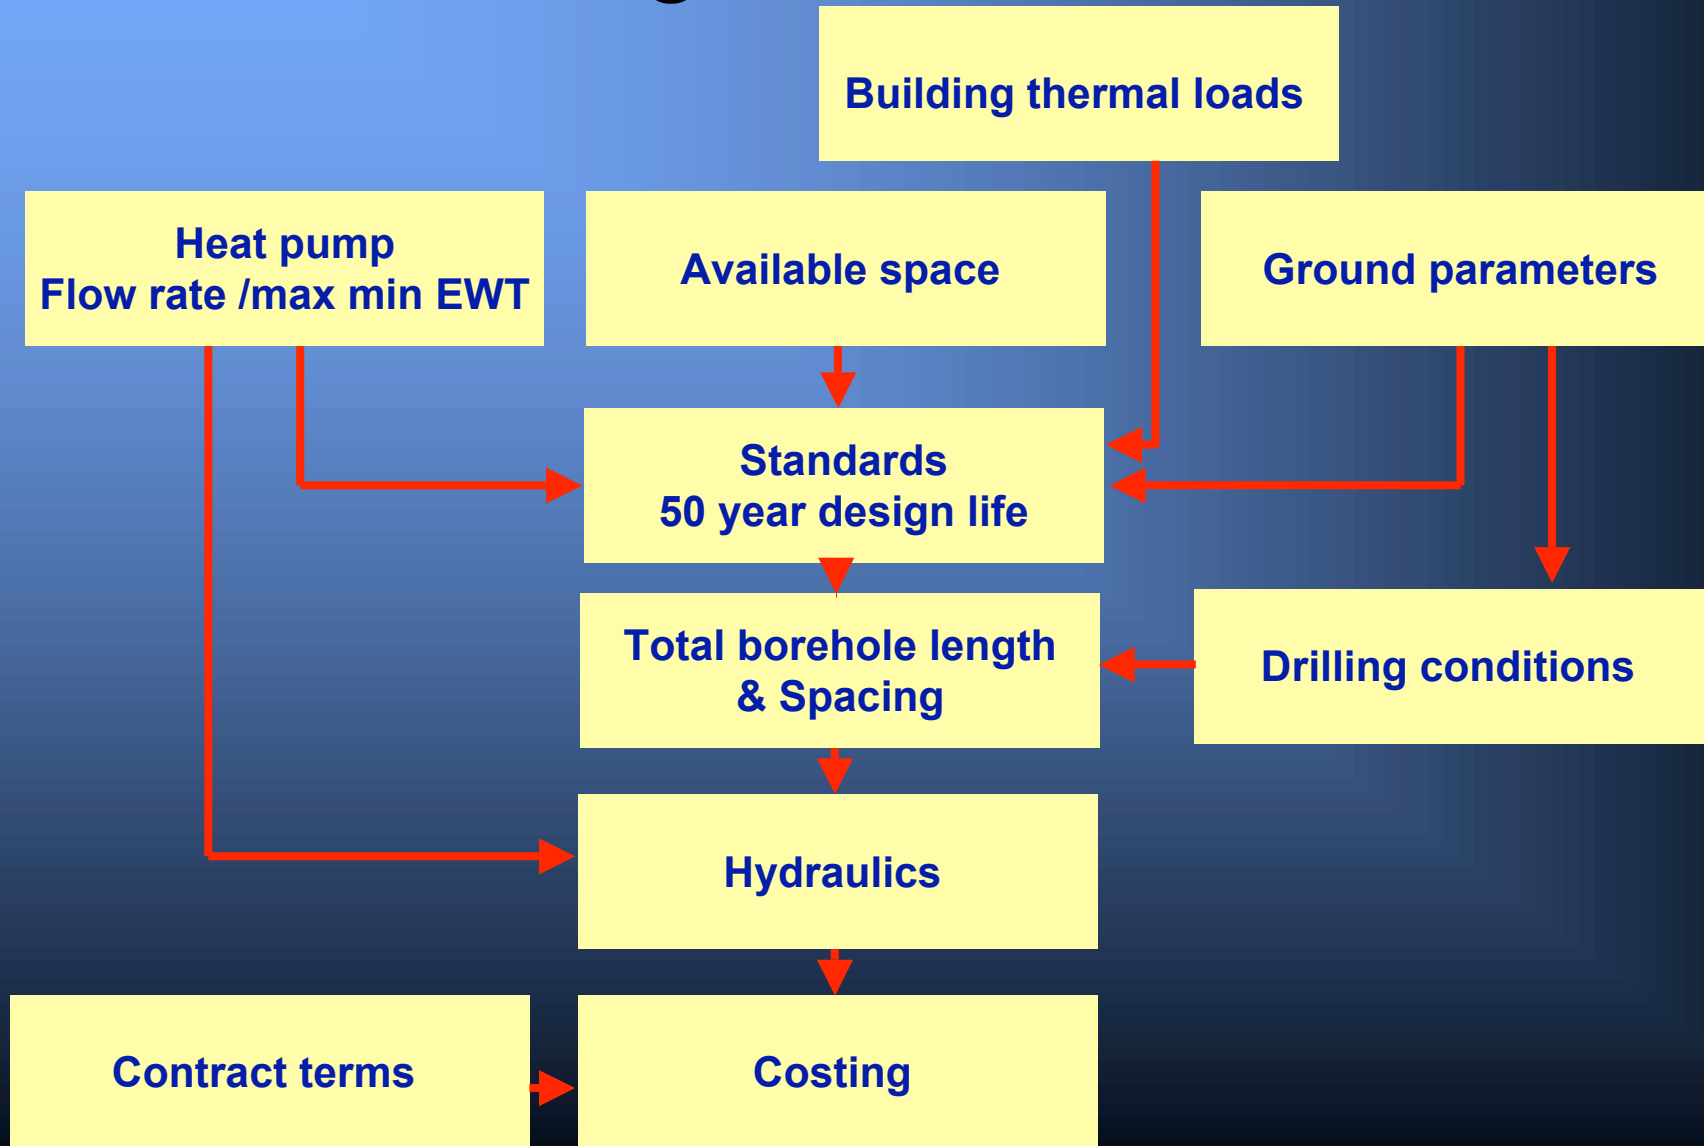 Building thermal loads
Heat pump
Flow rate /max min EWT
Available space
Ground parameters
Standards
50 year design life
Total borehole length
& Spacing
Drilling conditions
Hydraulics
Contract terms
Costing